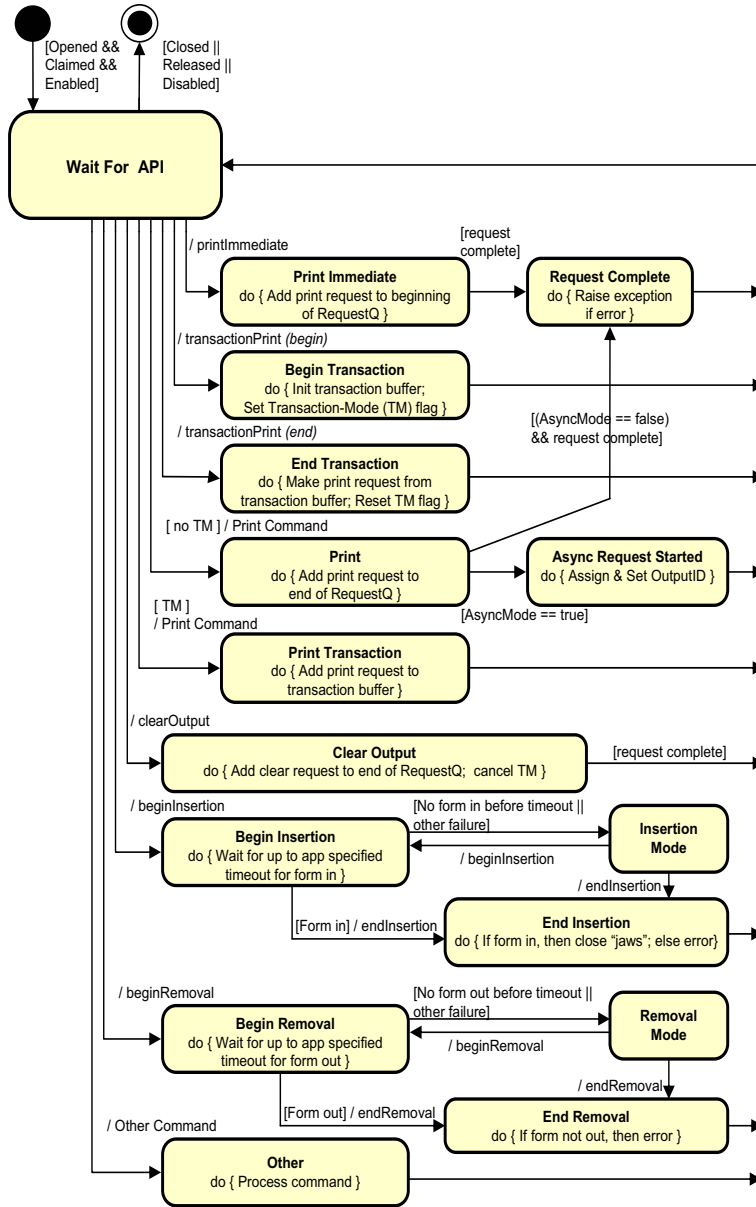 [Opened &&
Claimed &&
Enabled]
[Closed ||
Released ||
Disabled]
Wait For API
/ printImmediate
[request
complete]
Print Immediate
do { Add print request to beginning
of RequestQ }
Request Complete
do { Raise exception
if error }
/ transactionPrint (begin)
Begin Transaction
do { Init transaction buffer;
Set Transaction-Mode (TM) flag }
[(AsyncMode == false)
&& request complete]
/ transactionPrint (end)
End Transaction
do { Make print request from
transaction buffer; Reset TM flag }
[ no TM ] / Print Command
Print
do { Add print request to
end of RequestQ }
Async Request Started
do { Assign & Set OutputID }
[AsyncMode == true]
[ TM ]
/ Print Command
Print Transaction
do { Add print request to
transaction buffer }
/ clearOutput
Clear Output
do { Add clear request to end of RequestQ; cancel TM }
[request complete]
/ beginInsertion
Begin Insertion
do { Wait for up to app specified
timeout for form in }
[No form in before timeout ||
other failure]
/ beginInsertion
Insertion
Mode
/ endInsertion
[Form in] / endInsertion
End Insertion
do { If form in, then close “jaws”; else error}
/ beginRemoval
Begin Removal
do { Wait for up to app specified
timeout for form out }
[No form out before timeout ||
other failure]
/ beginRemoval
Removal
Mode
/ endRemoval
[Form out] / endRemoval
End Removal
do { If form not out, then error }
/ Other Command
Other
do { Process command }